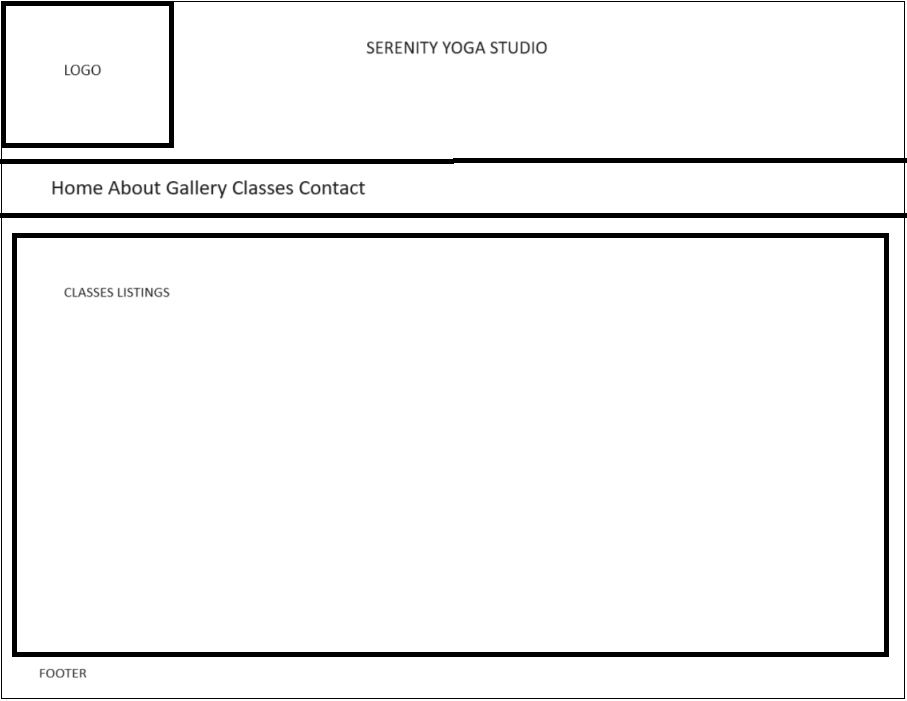 SERENITY YOGA STUDIO
LOGO
Home About Gallery Classes Contact
CLASSES LISTINGS
FOOTER